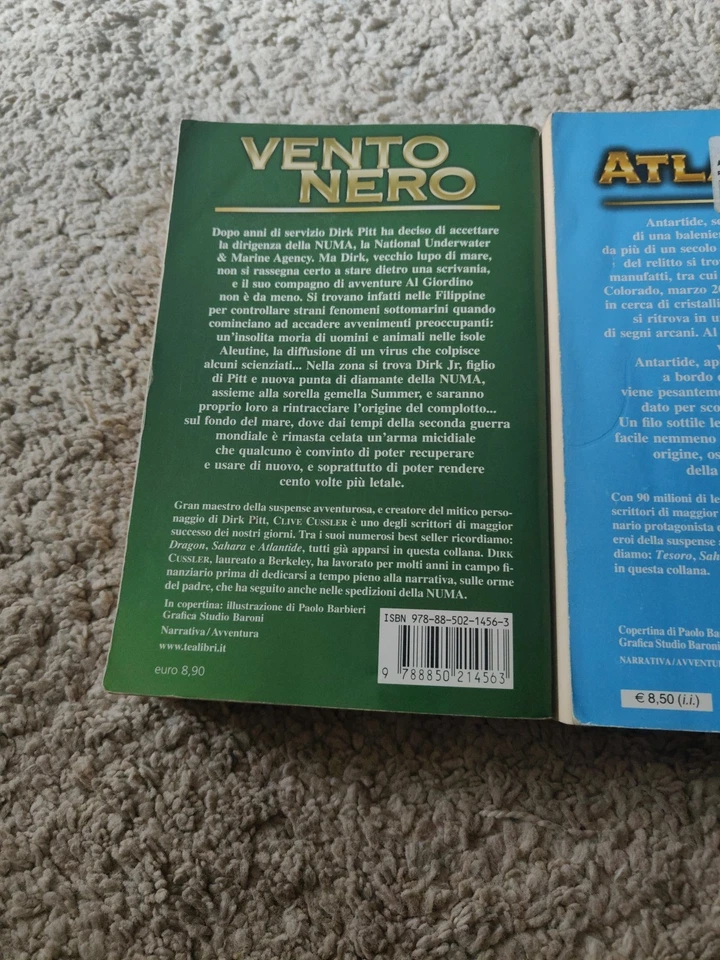 VENTO
NERO
Dopo anni di servizio Dirk Pitt ha deciso di accettare
la dirigenza della NUMA, la National Underwater
& Marine Agency. Ma Dirk, vecchio lupo di mare,
non si rassegna certo a stare dietro una scrivania,
e il suo compagno di avventure Al Giordino
non è da meno. Si trovano infatti nelle Filippine
per controllare strani fenomeni sottomarini quando
cominciano ad accadere avvenimenti preoccupanti:
un'insolita moria di uomini e animali nelle isole
Aleutine, la diffusione di un virus che colpisce
alcuni scienziati... Nella zona si trova Dirk Jr, figlio
di Pitt e nuova punta di diamante della NUMA,
assieme alla sorella gemella Summer, e saranno
proprio loro a rintracciare l'origine del complotto...
sul fondo del mare, dove dai tempi della seconda guerra
mondiale è rimasta celata un'arma micidiale
che qualcuno è convinto di poter recuperare
e usare di nuovo, e soprattutto di poter rendere
cento volte più letale.
Gran maestro della suspense avventurosa, e creatore del mitico perso-
naggio di Dirk Pitt, CLIVE CUSSLER è uno degli scrittori di maggior
successo dei nostri giorni. Tra i suoi numerosi best seller ricordiamo:
Dragon, Sahara e Atlantide, tutti già apparsi in questa collana. DIRK
CUSSLER, laureato a Berkeley, ha lavorato per molti anni in campo fi-
nanziario prima di dedicarsi a tempo pieno alla narrativa, sulle orme
del padre, che ha seguito anche nelle spedizioni della NUMA.
In copertina: illustrazione di Paolo Barbieri
Grafica Studio Baroni
Narrativa/Avventura
www.tealibri.it
euro 8,90
ISBN 978-88-502-1456-3
9 788850 214563
ATLA
Antartide, se
di una balenie
da più di un secolo
del relitto si trov
manufatti, tra cui
Colorado, marzo 20
in cerca di cristalli
si ritrova in u
di segni arcani. Al
Antartide, ap
a bordo
viene pesantemen
dato per sco
Un filo sottile le
facile nemmeno
origine, os
della
Con 90 milioni di le
scrittori di maggior
nario protagonista
eroi della suspense
diamo: Tesoro, Sah
in questa collana.
Copertina di Paolo Ba
Grafica Studio Baroni
NARRATIVA/AVVENTU
€ 8,50 (i.i.)